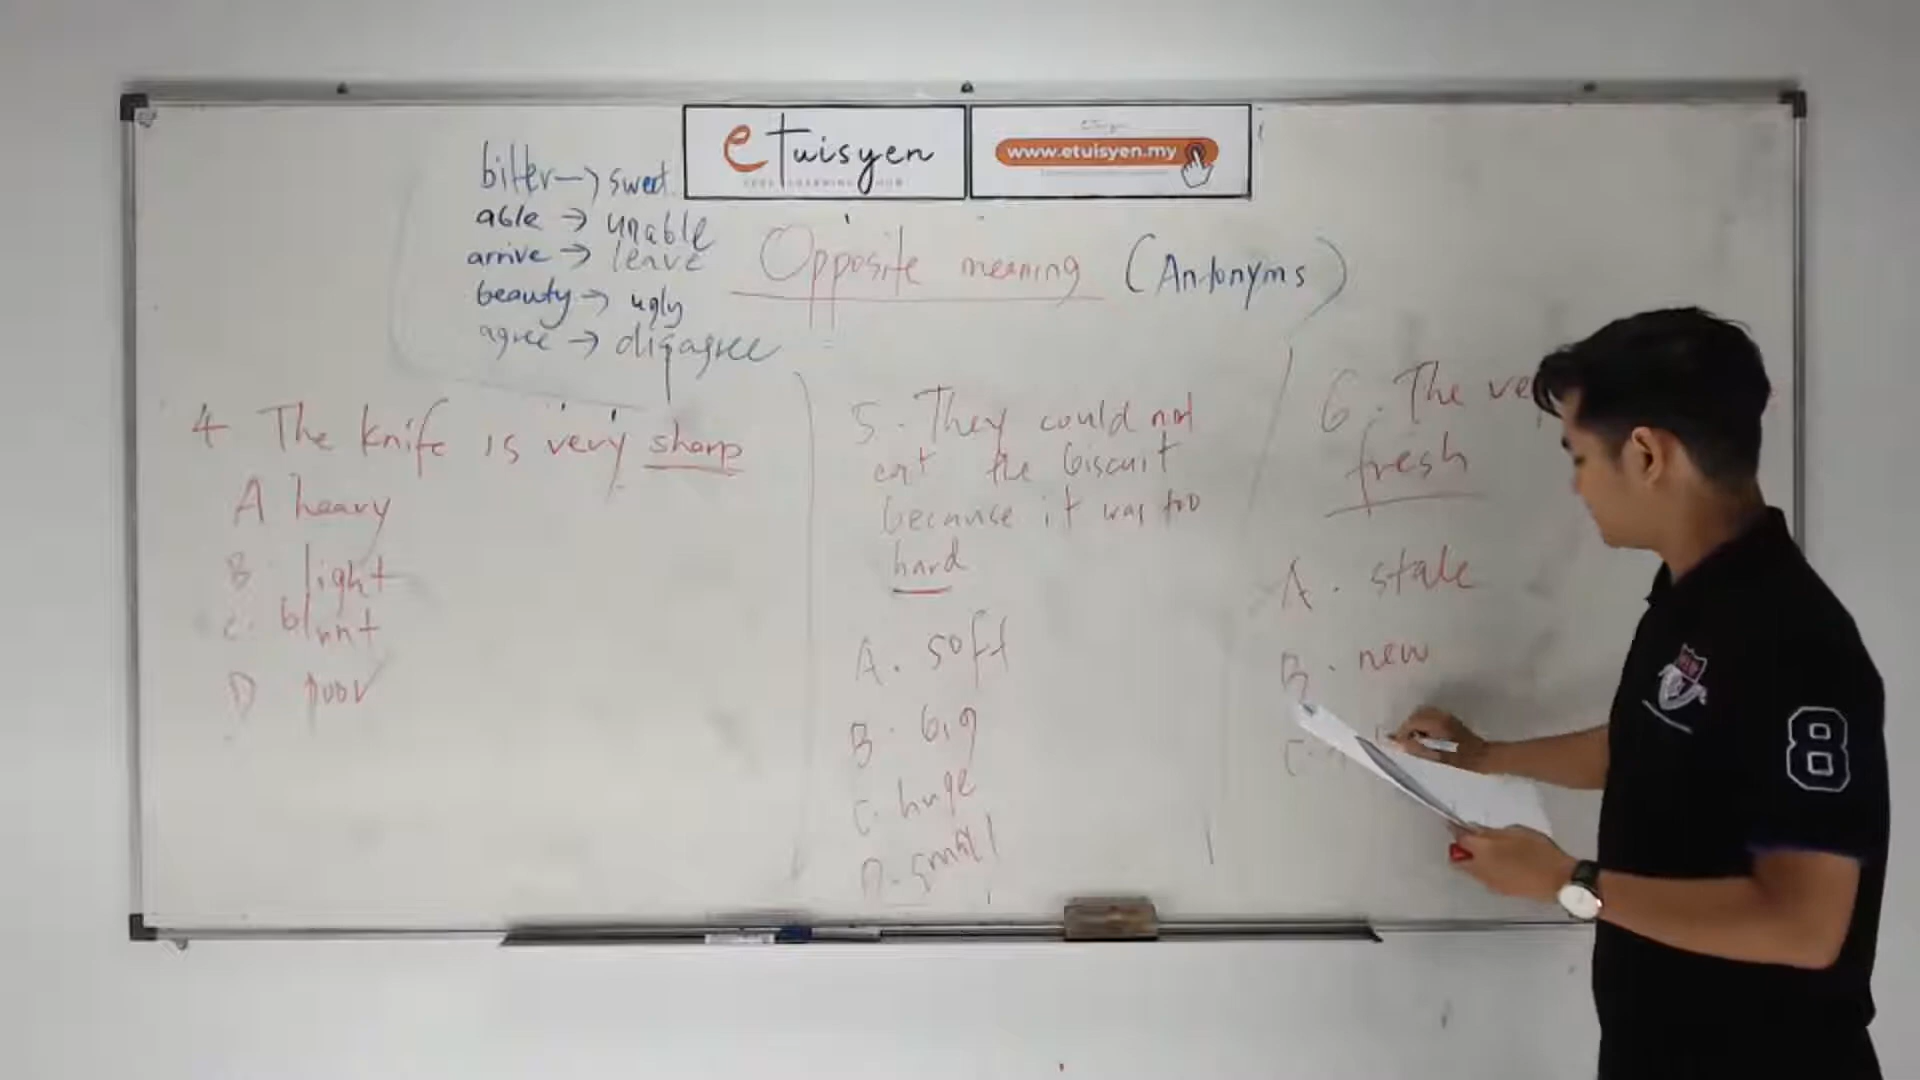 eTuisyen
www.etuisyen.my
bitter → sweet
able → unable
arrive → leave
beauty → ugly
agree → disagree
Opposite meaning (Antonyms)
4 The knife is very sharp
A heavy
B. light
C. blunt
D poor
5. They could not
eat the biscuit
because it was too
hard
A. soft
B. big
C. huge
D. small
6. The
fresh
A. stale
B. new
C.
8